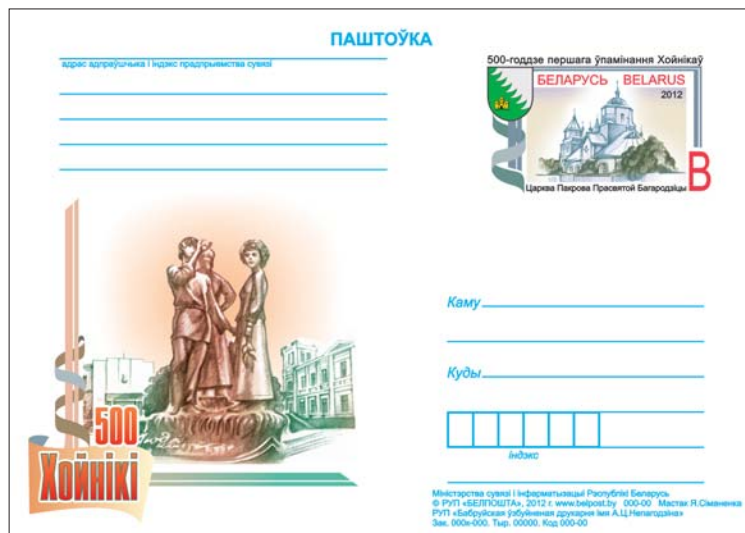 ПАШТОЎКА
адрас адпраўшчыка і індэкс прадпрыемства сувязі
500-годдзе першага ўпамінання Хойнікаў
БЕЛАРУСЬ BELARUS
2012
B
Царква Пакрова Прасвятой Багародзіцы
500
Хойнікі
Каму
Куды
Індэкс
Міністэрства сувязі і інфарматызацыі Рэспублікі Беларусь
© РУП «БЕЛПОШТА», 2012 г. www.belpost.by 000-00 Мастак Я.Сіманенка
РУП «Бабруйская ўзбуйненая друкарня імя А.Ц.Непагодзіна»
Зак. 000к-000. Тыр. 00000. Код 000-00